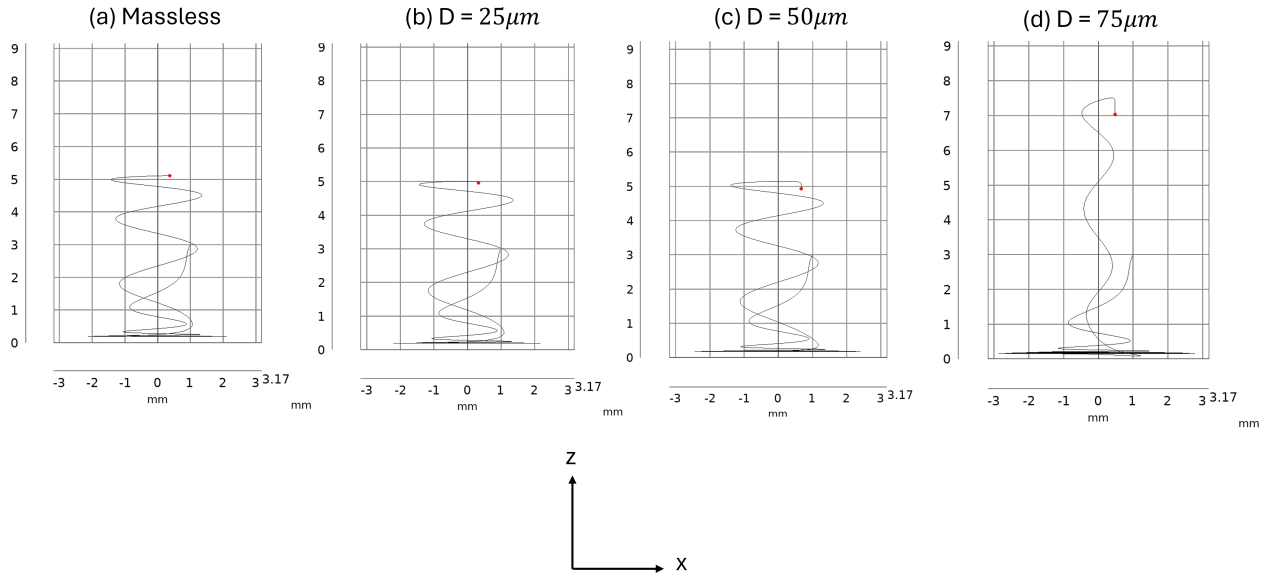 (a) Massless (b) D = 25μm (c) D = 50μm (d) D = 75μm
9 9 9 9
8 8 8 8
7 7 7 7
6 6 6 6
5 5 5 5
4 4 4 4
3 3 3 3
2 2 2 2
1 1 1 1
0 0 0 0
-3 -2 -1 0 1 2 3 3.17 -3 -2 -1 0 1 2 3 3.17 -3 -2 -1 0 1 2 3 3.17 -3 -2 -1 0 1 2 3 3.17
mm mm mm mm
mm mm mm mm
z
x